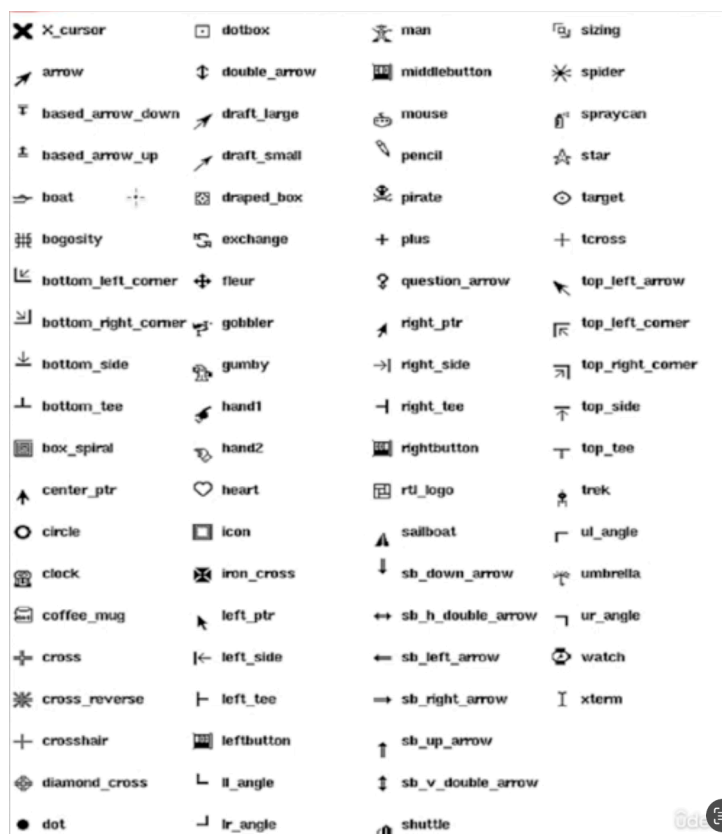 X_cursor
arrow
based_arrow_down
based_arrow_up
boat
bogosity
bottom_left_corner
bottom_right_corner
bottom_side
bottom_tee
box_spiral
center_ptr
circle
clock
coffee_mug
cross
cross_reverse
crosshair
diamond_cross
dot
dotbox
double_arrow
draft_large
draft_small
draped_box
exchange
fleur
gobbler
gumby
hand1
hand2
heart
icon
iron_cross
left_ptr
left_side
left_tee
leftbutton
ll_angle
lr_angle
man
middlebutton
mouse
pencil
pirate
plus
question_arrow
right_ptr
right_side
right_tee
rightbutton
rtl_logo
sailboat
sb_down_arrow
sb_h_double_arrow
sb_left_arrow
sb_right_arrow
sb_up_arrow
sb_v_double_arrow
shuttle
sizing
spider
spraycan
star
target
tcross
top_left_arrow
top_left_corner
top_right_corner
top_side
top_tee
trek
ul_angle
umbrella
ur_angle
watch
xterm